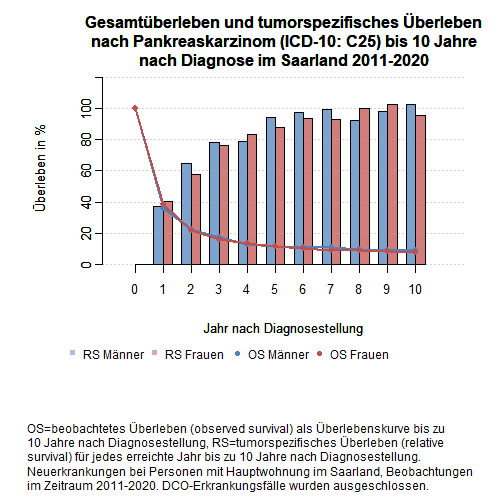 Gesamtüberleben und tumorspezifisches Überleben
nach Pankreaskarzinom (ICD-10: C25) bis 10 Jahre
nach Diagnose im Saarland 2011-2020
Überleben in %
100
80
60
40
20
0
0 1 2 3 4 5 6 7 8 9 10
Jahr nach Diagnosestellung
RS Männer RS Frauen OS Männer OS Frauen
OS=beobachtetes Überleben (observed survival) als Überlebenskurve bis zu
10 Jahre nach Diagnosestellung, RS=tumorspezifisches Überleben (relative
survival) für jedes erreichte Jahr bis zu 10 Jahre nach Diagnosestellung.
Neuerkrankungen bei Personen mit Hauptwohnung im Saarland, Beobachtungen
im Zeitraum 2011-2020. DCO-Erkrankungsfälle wurden ausgeschlossen.